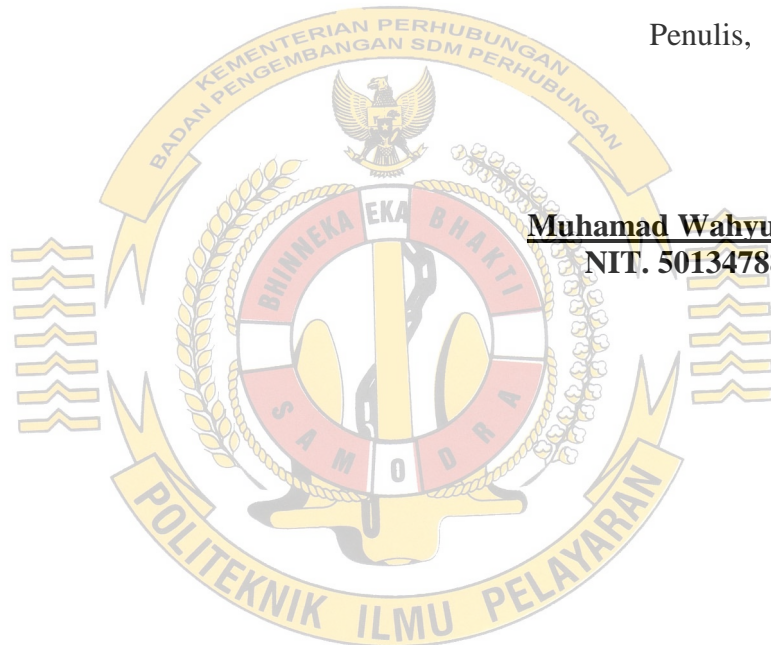 Penulis,
KEMENTERIAN PERHUBUNGAN
BADAN PENGEMBANGAN SDM PERHUBUNGAN
BHINNEKA EKA BHAKTI
Muhamad Wahyu
NIT. 5013478
SAMODRA
POLITEKNIK ILMU PELAYARAN